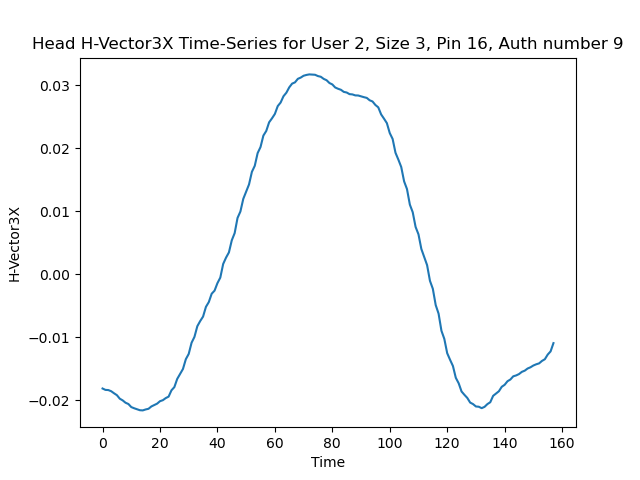 Head H-Vector3X Time-Series for User 2, Size 3, Pin 16, Auth number 9
H-Vector3X
0.03
0.02
0.01
0.00
−0.01
−0.02
0 20 40 60 80 100 120 140 160
Time